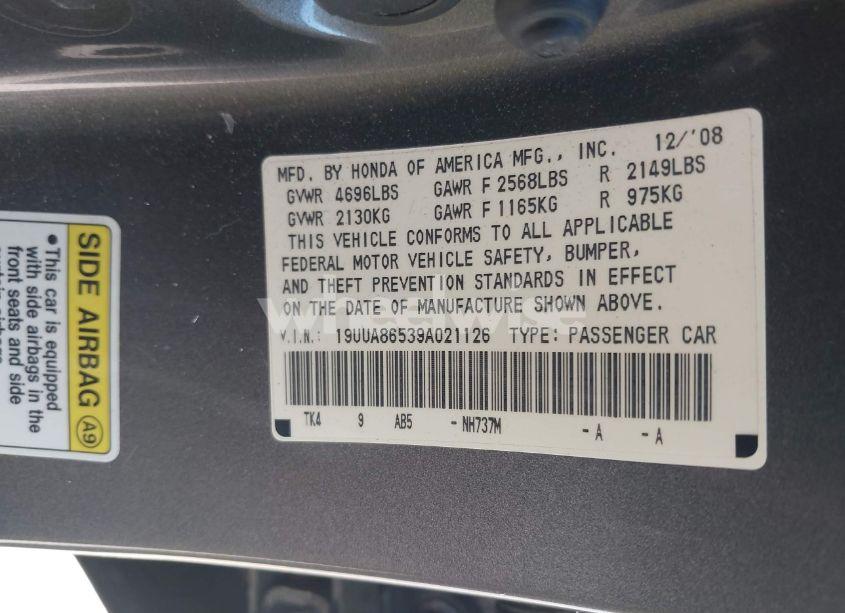 MFD. BY HONDA OF AMERICA MFG., INC. 12/'08
GVWR 4696LBS GAWR F 2568LBS R 2149LBS
GVWR 2130KG GAWR F 1165KG R 975KG
THIS VEHICLE CONFORMS TO ALL APPLICABLE
FEDERAL MOTOR VEHICLE SAFETY, BUMPER,
AND THEFT PREVENTION STANDARDS IN EFFECT
ON THE DATE OF MANUFACTURE SHOWN ABOVE.
V.I.N.: 19UUA86539A021126 TYPE: PASSENGER CAR
TK4 9 AB5 - NH737M - A - A
wheelwise
SIDE AIRBAG A9
•This car is equipped
with side airbags in the
front seats and side